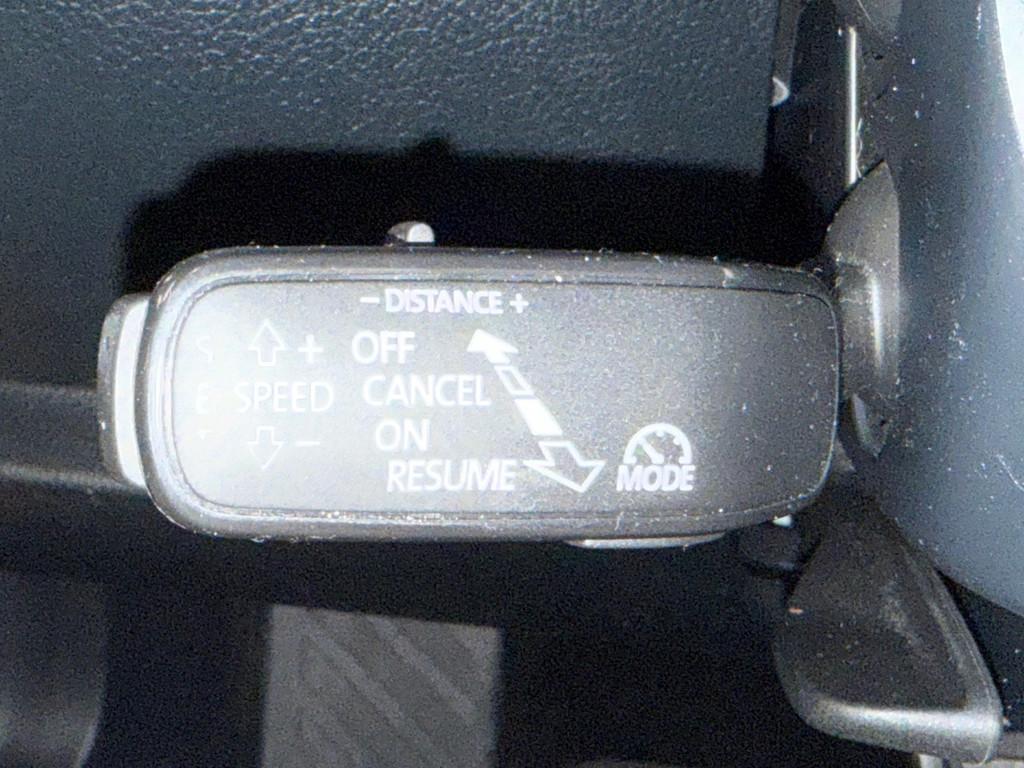 − DISTANCE +
+ OFF
SPEED CANCEL
− ON
RESUME MODE